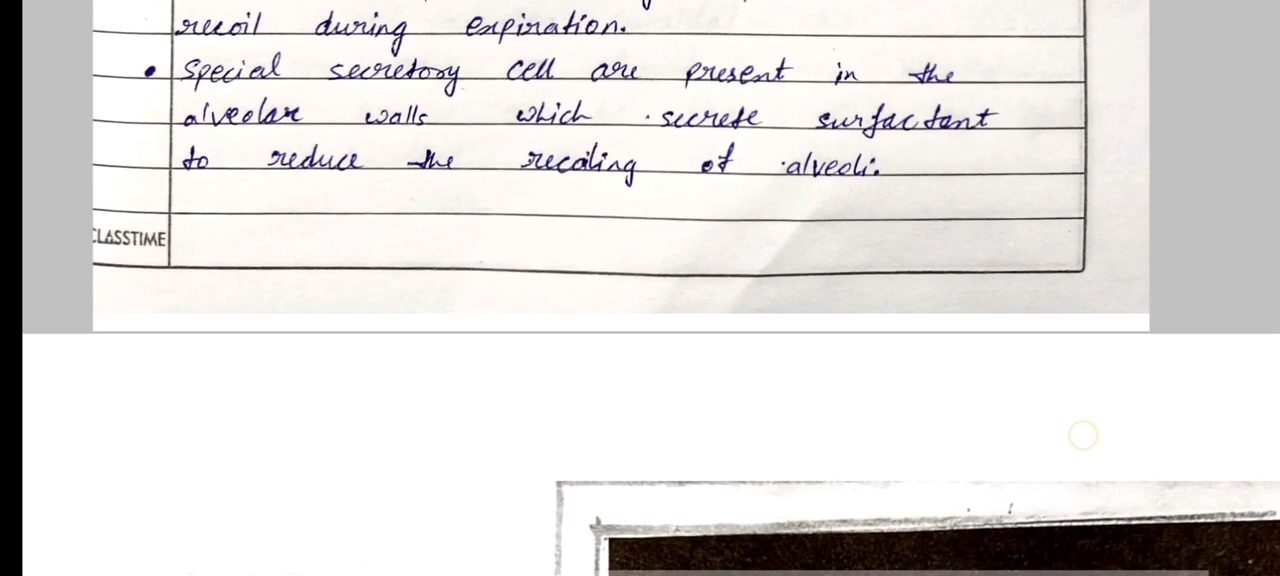 recoil during expiration.
• Special secretory cell are present in the
alveolar walls which secrete surfactant
to reduce the recoiling of alveoli.
CLASSTIME